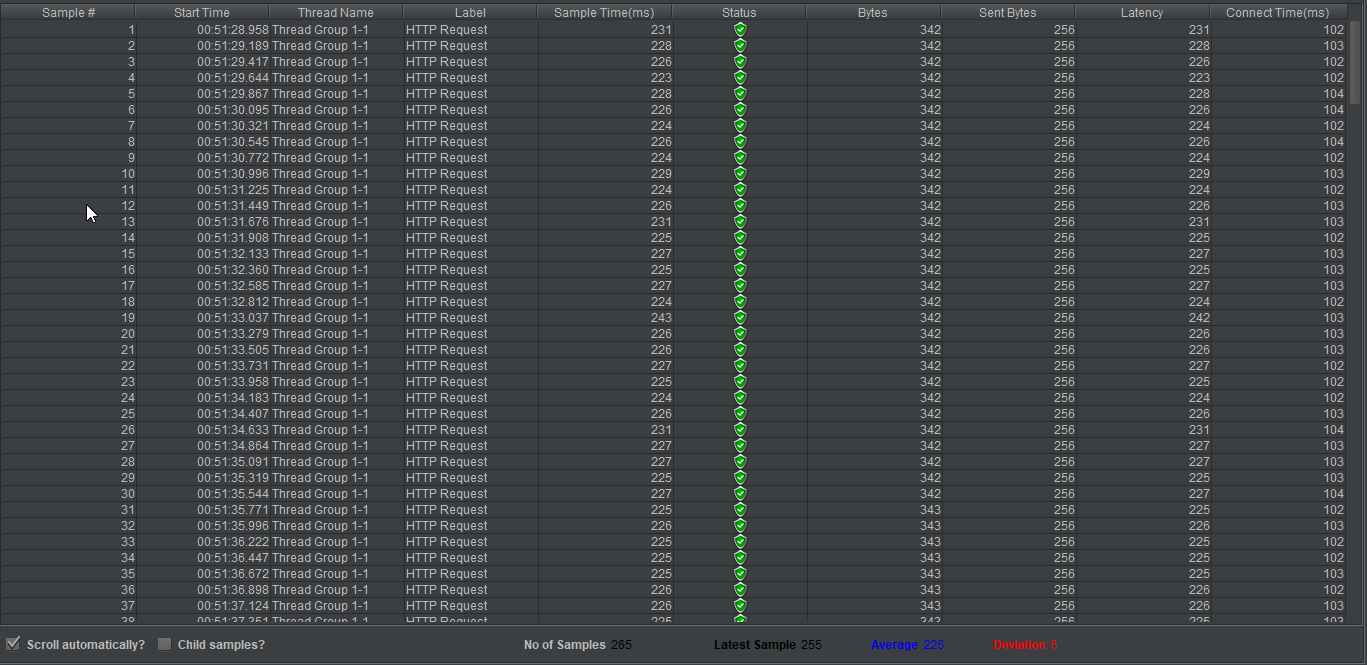 Sample # Start Time Thread Name Label Sample Time(ms) Status Bytes Sent Bytes Latency Connect Time(ms)
1 00:51:28.958 Thread Group 1-1 HTTP Request 231 342 256 231 102
2 00:51:29.189 Thread Group 1-1 HTTP Request 228 342 256 228 103
3 00:51:29.417 Thread Group 1-1 HTTP Request 226 342 256 226 102
4 00:51:29.644 Thread Group 1-1 HTTP Request 223 342 256 223 102
5 00:51:29.867 Thread Group 1-1 HTTP Request 228 342 256 228 104
6 00:51:30.095 Thread Group 1-1 HTTP Request 226 342 256 226 104
7 00:51:30.321 Thread Group 1-1 HTTP Request 224 342 256 224 102
8 00:51:30.545 Thread Group 1-1 HTTP Request 226 342 256 226 104
9 00:51:30.772 Thread Group 1-1 HTTP Request 224 342 256 224 102
10 00:51:30.996 Thread Group 1-1 HTTP Request 229 342 256 229 103
11 00:51:31.225 Thread Group 1-1 HTTP Request 224 342 256 224 102
12 00:51:31.449 Thread Group 1-1 HTTP Request 226 342 256 226 103
13 00:51:31.676 Thread Group 1-1 HTTP Request 231 342 256 231 103
14 00:51:31.908 Thread Group 1-1 HTTP Request 225 342 256 225 102
15 00:51:32.133 Thread Group 1-1 HTTP Request 227 342 256 227 103
16 00:51:32.360 Thread Group 1-1 HTTP Request 225 342 256 225 103
17 00:51:32.585 Thread Group 1-1 HTTP Request 227 342 256 227 103
18 00:51:32.812 Thread Group 1-1 HTTP Request 224 342 256 224 102
19 00:51:33.037 Thread Group 1-1 HTTP Request 243 342 256 242 103
20 00:51:33.279 Thread Group 1-1 HTTP Request 226 342 256 226 103
21 00:51:33.505 Thread Group 1-1 HTTP Request 226 342 256 226 103
22 00:51:33.731 Thread Group 1-1 HTTP Request 227 342 256 227 102
23 00:51:33.958 Thread Group 1-1 HTTP Request 225 342 256 225 102
24 00:51:34.183 Thread Group 1-1 HTTP Request 224 342 256 224 102
25 00:51:34.407 Thread Group 1-1 HTTP Request 226 342 256 226 103
26 00:51:34.633 Thread Group 1-1 HTTP Request 231 342 256 231 104
27 00:51:34.864 Thread Group 1-1 HTTP Request 227 342 256 227 103
28 00:51:35.091 Thread Group 1-1 HTTP Request 227 342 256 227 103
29 00:51:35.319 Thread Group 1-1 HTTP Request 225 342 256 225 103
30 00:51:35.544 Thread Group 1-1 HTTP Request 227 342 256 227 104
31 00:51:35.771 Thread Group 1-1 HTTP Request 225 343 256 225 102
32 00:51:35.996 Thread Group 1-1 HTTP Request 226 343 256 226 103
33 00:51:36.222 Thread Group 1-1 HTTP Request 225 343 256 225 102
34 00:51:36.447 Thread Group 1-1 HTTP Request 225 343 256 225 102
35 00:51:36.672 Thread Group 1-1 HTTP Request 225 343 256 225 103
36 00:51:36.898 Thread Group 1-1 HTTP Request 226 343 256 226 102
37 00:51:37.124 Thread Group 1-1 HTTP Request 226 343 256 226 103
38 00:51:37.351 Thread Group 1-1 HTTP Request 225 343 256 225 102
Scroll automatically? Child samples? No of Samples 265 Latest Sample 255 Average 226 Deviation 6